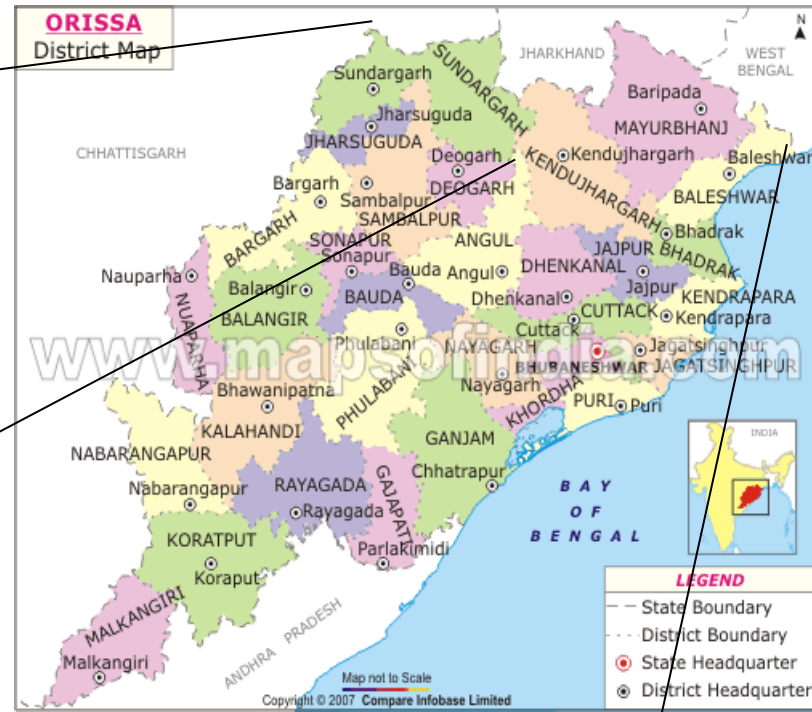 ORISSA
District Map
N
JHARKHAND
WEST
BENGAL
CHHATTISGARH
Sundargarh
SUNDARGARH
Baripada
MAYURBHANJ
Jharsuguda
JHARSUGUDA
Deogarh
DEOGARH
Kendujhargarh
KENDUJHARGARH
Baleshwar
BALESHWAR
Bargarh
BARGARH
Sambalpur
SAMBALPUR
Bhadrak
BHADRAK
SONAPUR
Sonapur
ANGUL
Angul
DHENKANAL
Dhenkanal
JAJPUR
Jajpur
Nauparha
NUAPARHA
Balangir
BALANGIR
Bauda
BAUDA
KENDRAPARA
Kendrapara
CUTTACK
Cuttack
www.mapsofindia.com
Phulabani
PHULABANI
NAYAGARH
Nayagarh
BHUBANESHWAR
Jagatsinghpur
JAGATSINGHPUR
KHORDHA
PURI
Puri
Bhawanipatna
KALAHANDI
GANJAM
Chhatrapur
NABARANGAPUR
Nabarangapur
RAYAGADA
Rayagada
GAJAPATI
Parlakimidi
KORATPUT
Koraput
MALKANGIRI
Malkangiri
ANDHRA PRADESH
BAY
OF
BENGAL
INDIA
LEGEND
State Boundary
District Boundary
State Headquarter
District Headquarter
Map not to Scale
Copyright © 2007 Compare Infobase Limited